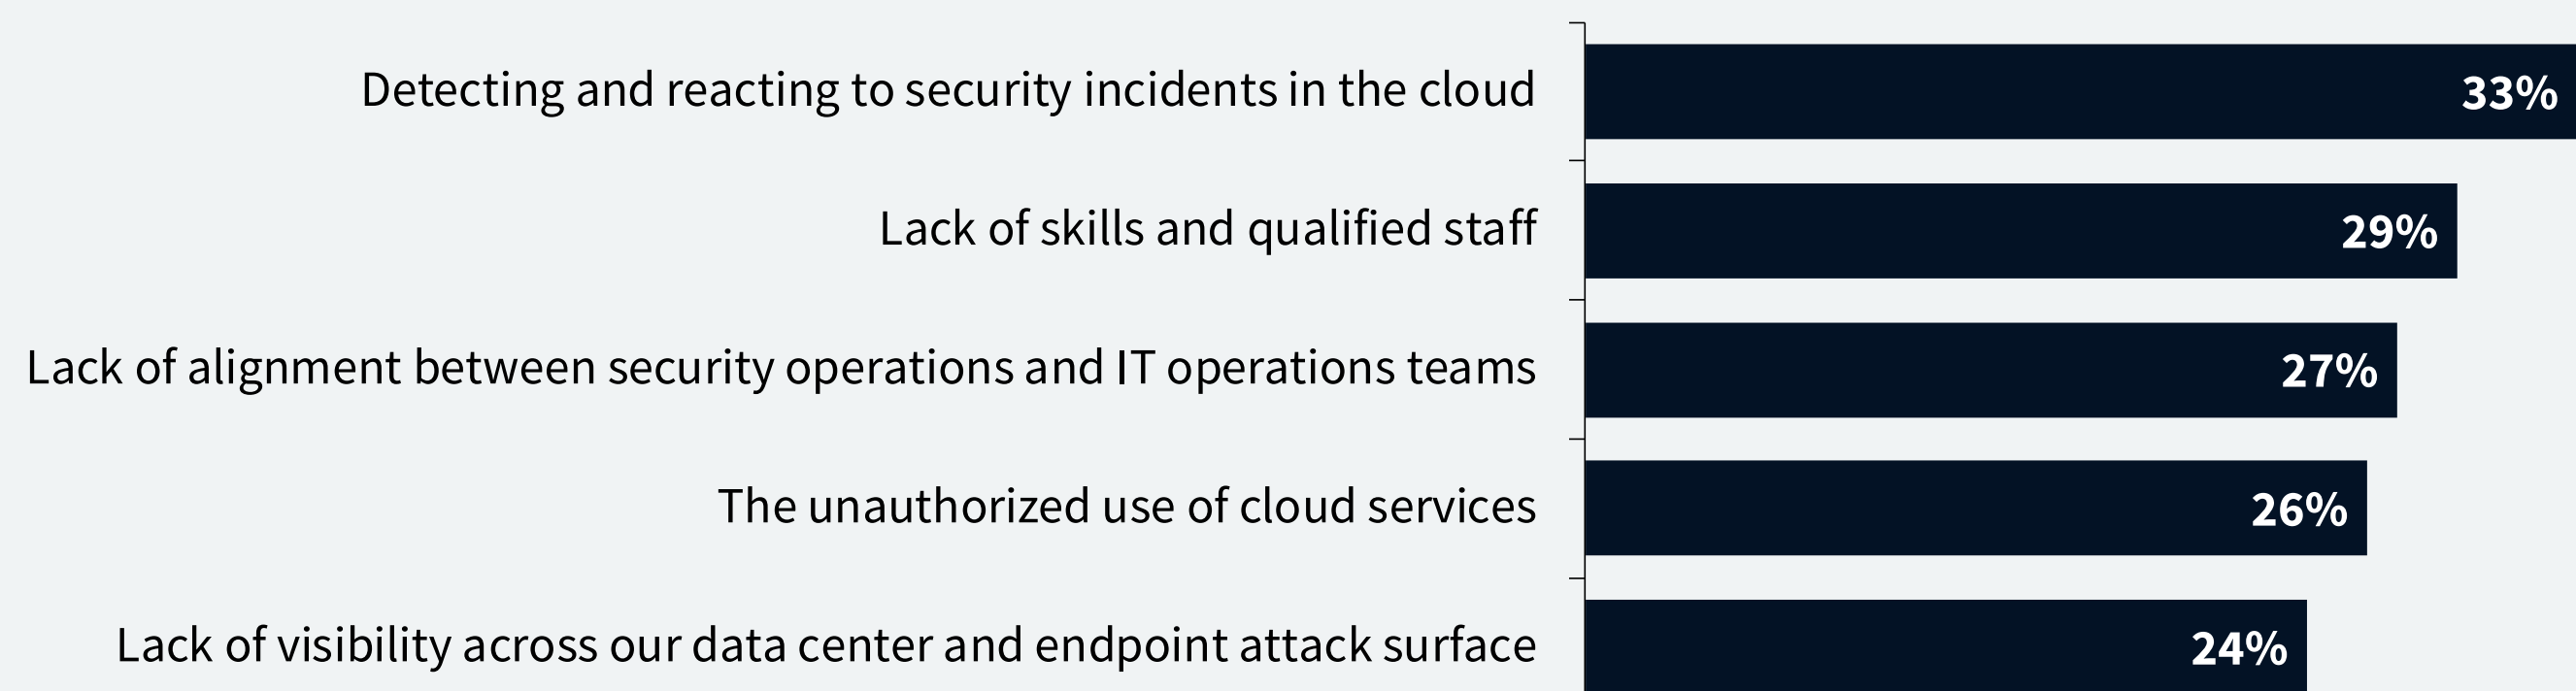 Detecting and reacting to security incidents in the cloud 33%
Lack of skills and qualified staff 29%
Lack of alignment between security operations and IT operations teams 27%
The unauthorized use of cloud services 26%
Lack of visibility across our data center and endpoint attack surface 24%